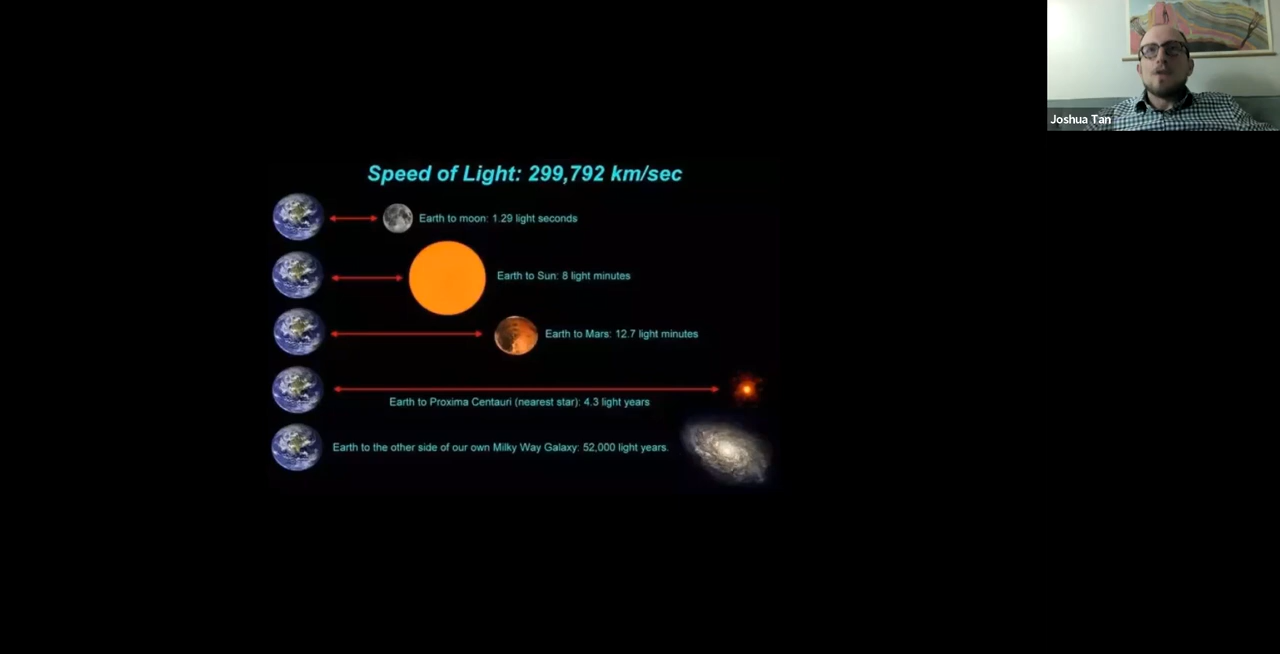 Joshua Tan
Speed of Light: 299,792 km/sec
Earth to moon: 1.29 light seconds
Earth to Sun: 8 light minutes
Earth to Mars: 12.7 light minutes
Earth to Proxima Centauri (nearest star): 4.3 light years
Earth to the other side of our own Milky Way Galaxy: 52,000 light years.